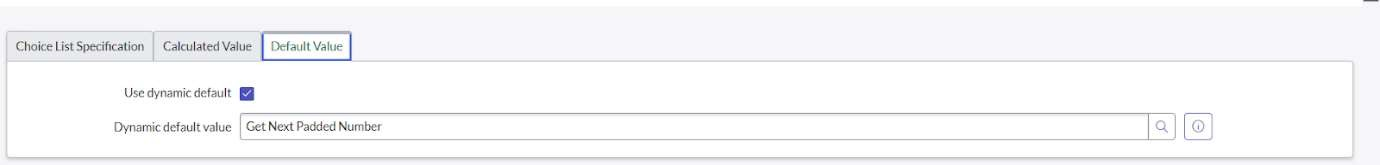 Choice List Specification Calculated Value Default Value
Use dynamic default
Dynamic default value Get Next Padded Number